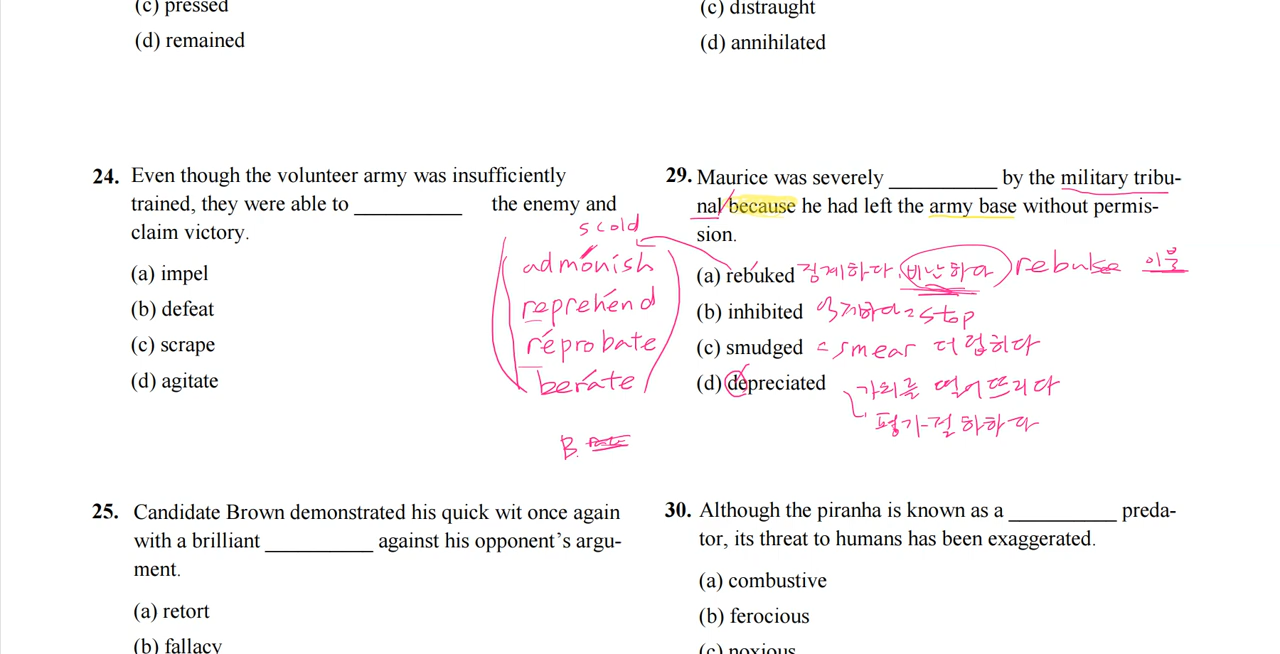 (c) pressed
(d) remained
24. Even though the volunteer army was insufficiently
trained, they were able to __________ the enemy and
claim victory.
(a) impel
(b) defeat
(c) scrape
(d) agitate
scold
admonish
reprehend
reprobate
berate
B.
25. Candidate Brown demonstrated his quick wit once again
with a brilliant __________ against his opponent's argu-
ment.
(a) retort
(b) fallacy
(c) distraught
(d) annihilated
29. Maurice was severely __________ by the military tribu-
nal because he had left the army base without permis-
sion.
(a) rebuked 징계하다, 비난하다 rebuke
(b) inhibited 억제하다 = stop
(c) smudged = smear 더럽히다
(d) depreciated 가치를 떨어뜨리다
평가절하하다
30. Although the piranha is known as a __________ preda-
tor, its threat to humans has been exaggerated.
(a) combustive
(b) ferocious
(c) noxious